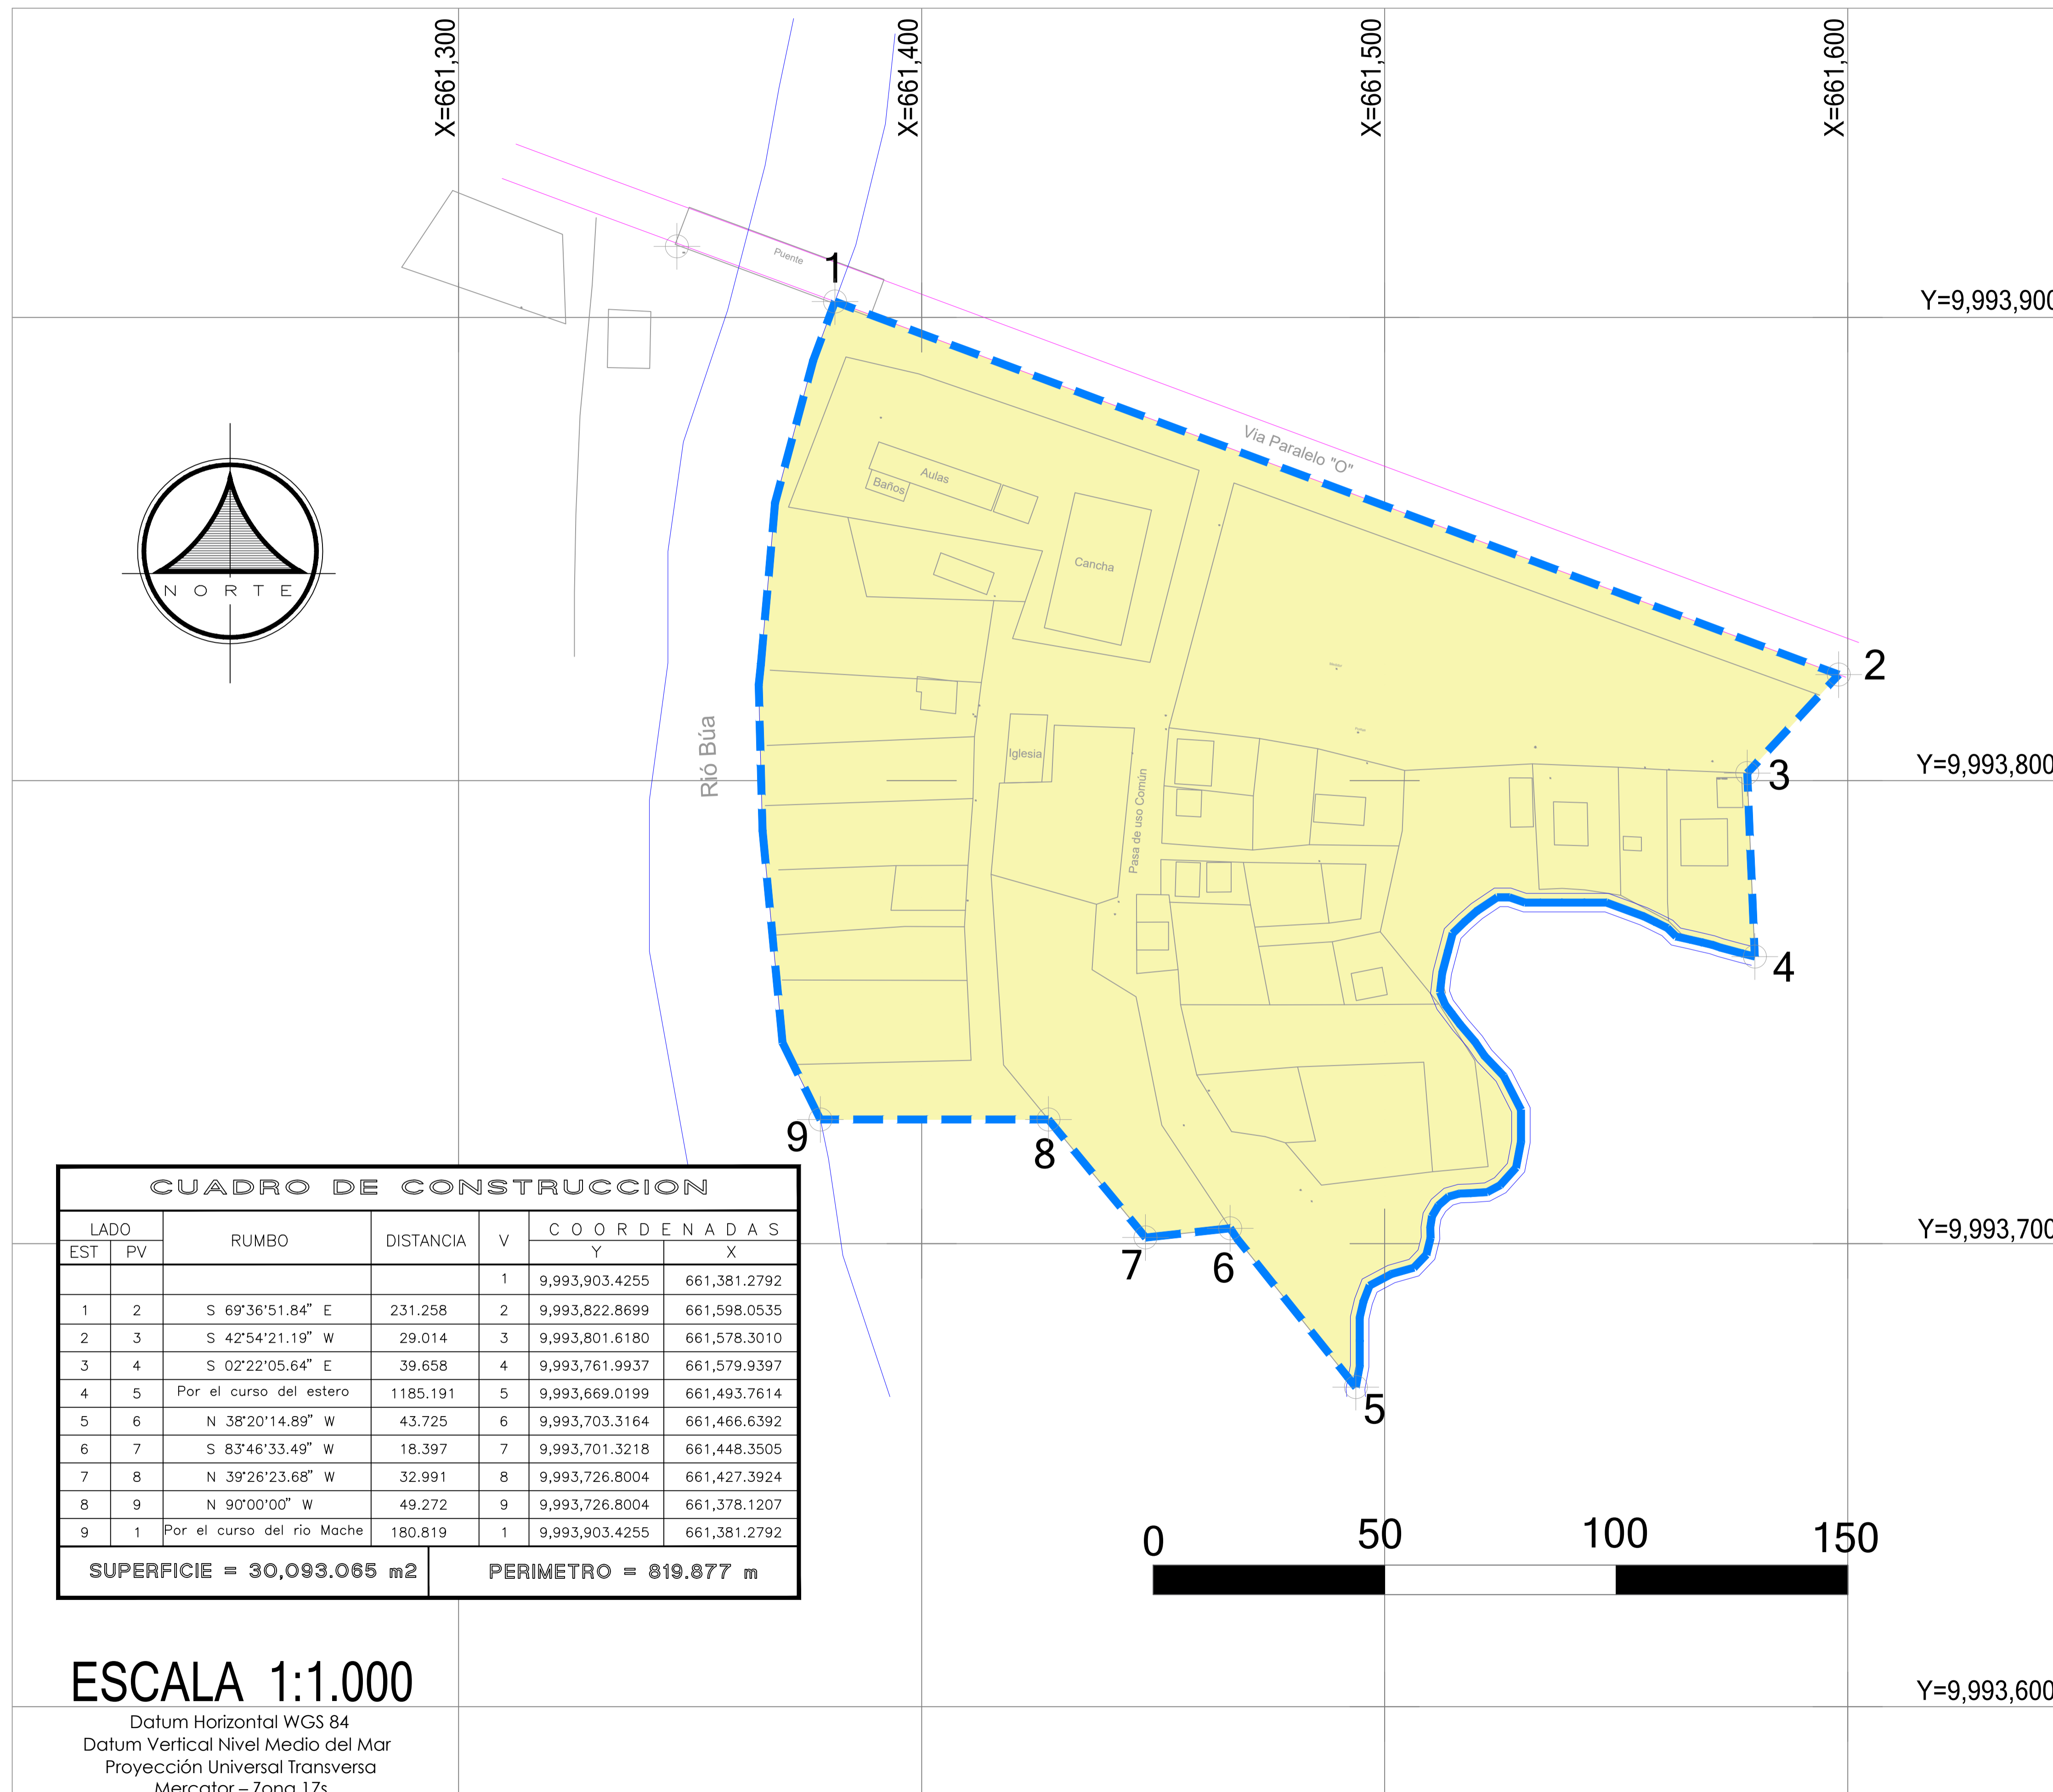 X=661,300
X=661,400
X=661,500
X=661,600
Puente
1
Y=9,993,900
Via Paralelo "O"
Aulas
Baños
Cancha
NORTE
2
Rió Búa
Iglesia
Pasa de uso Común
3
Y=9,993,800
4
9
8
7
6
5
Y=9,993,700
CUADRO DE CONSTRUCCION
LADO RUMBO DISTANCIA V COORDENADAS
EST PV Y X
1 9,993,903.4255 661,381.2792
1 2 S 69°36'51.84" E 231.258 2 9,993,822.8699 661,598.0535
2 3 S 42°54'21.19" W 29.014 3 9,993,801.6180 661,578.3010
3 4 S 02°22'05.64" E 39.658 4 9,993,761.9937 661,579.9397
4 5 Por el curso del estero 1185.191 5 9,993,669.0199 661,493.7614
5 6 N 38°20'14.89" W 43.725 6 9,993,703.3164 661,466.6392
6 7 S 83°46'33.49" W 18.397 7 9,993,701.3218 661,448.3505
7 8 N 39°26'23.68" W 32.991 8 9,993,726.8004 661,427.3924
8 9 N 90°00'00" W 49.272 9 9,993,726.8004 661,378.1207
9 1 Por el curso del rio Mache 180.819 1 9,993,903.4255 661,381.2792
SUPERFICIE = 30,093.065 m2 PERIMETRO = 819.877 m
0 50 100 150
ESCALA 1:1.000
Y=9,993,600
Datum Horizontal WGS 84
Datum Vertical Nivel Medio del Mar
Proyección Universal Transversa
Mercator – Zona 17s